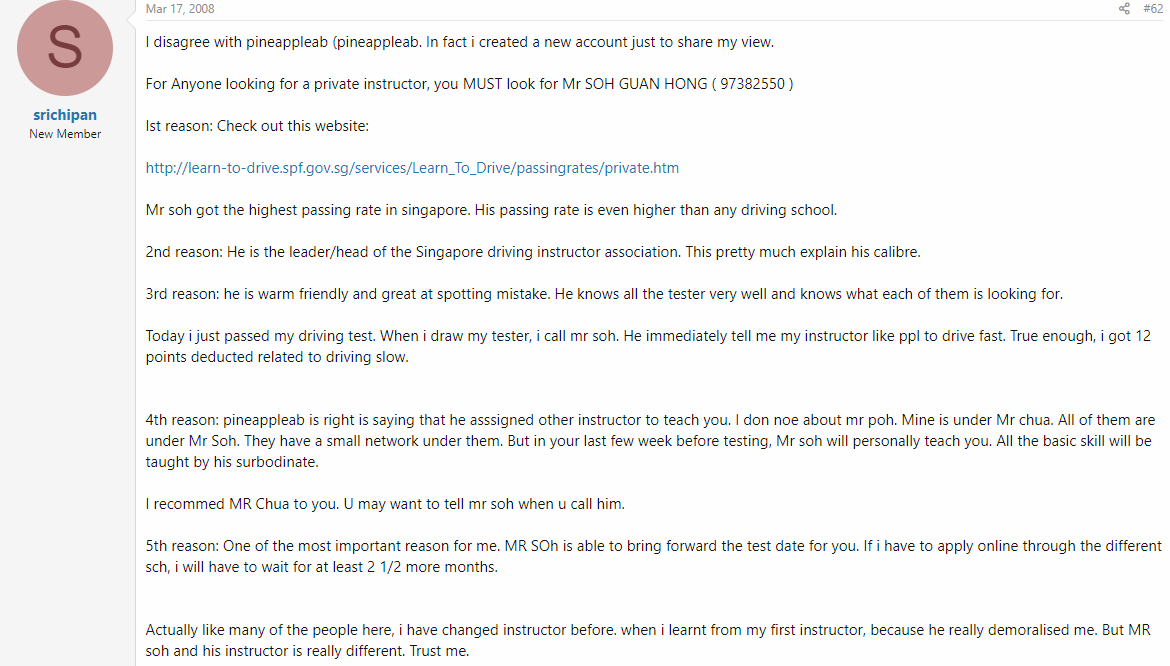 Mar 17, 2008
#62
S
srichipan
New Member
I disagree with pineappleab (pineappleab. In fact i created a new account just to share my view.
For Anyone looking for a private instructor, you MUST look for Mr SOH GUAN HONG ( 97382550 )
Ist reason: Check out this website:
http://learn-to-drive.spf.gov.sg/services/Learn_To_Drive/passingrates/private.htm
Mr soh got the highest passing rate in singapore. His passing rate is even higher than any driving school.
2nd reason: He is the leader/head of the Singapore driving instructor association. This pretty much explain his calibre.
3rd reason: he is warm friendly and great at spotting mistake. He knows all the tester very well and knows what each of them is looking for.
Today i just passed my driving test. When i draw my tester, i call mr soh. He immediately tell me my instructor like ppl to drive fast. True enough, i got 12
points deducted related to driving slow.
4th reason: pineappleab is right is saying that he asssigned other instructor to teach you. I don noe about mr poh. Mine is under Mr chua. All of them are
under Mr Soh. They have a small network under them. But in your last few week before testing, Mr soh will personally teach you. All the basic skill will be
taught by his surbodinate.
I recommed MR Chua to you. U may want to tell mr soh when u call him.
5th reason: One of the most important reason for me. MR SOh is able to bring forward the test date for you. If i have to apply online through the different
sch, i will have to wait for at least 2 1/2 more months.
Actually like many of the people here, i have changed instructor before. when i learnt from my first instructor, because he really demoralised me. But MR
soh and his instructor is really different. Trust me.